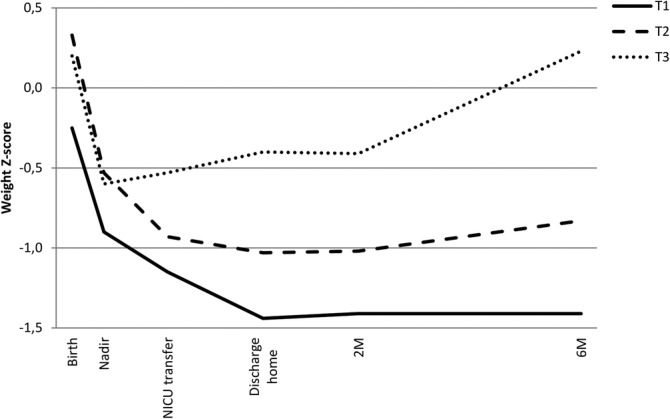 0,5
0,0
-0,5
-1,0
-1,5
Weight Z-score
Birth
Nadir
NICU transfer
Discharge
home
2M
6M
T1
T2
T3